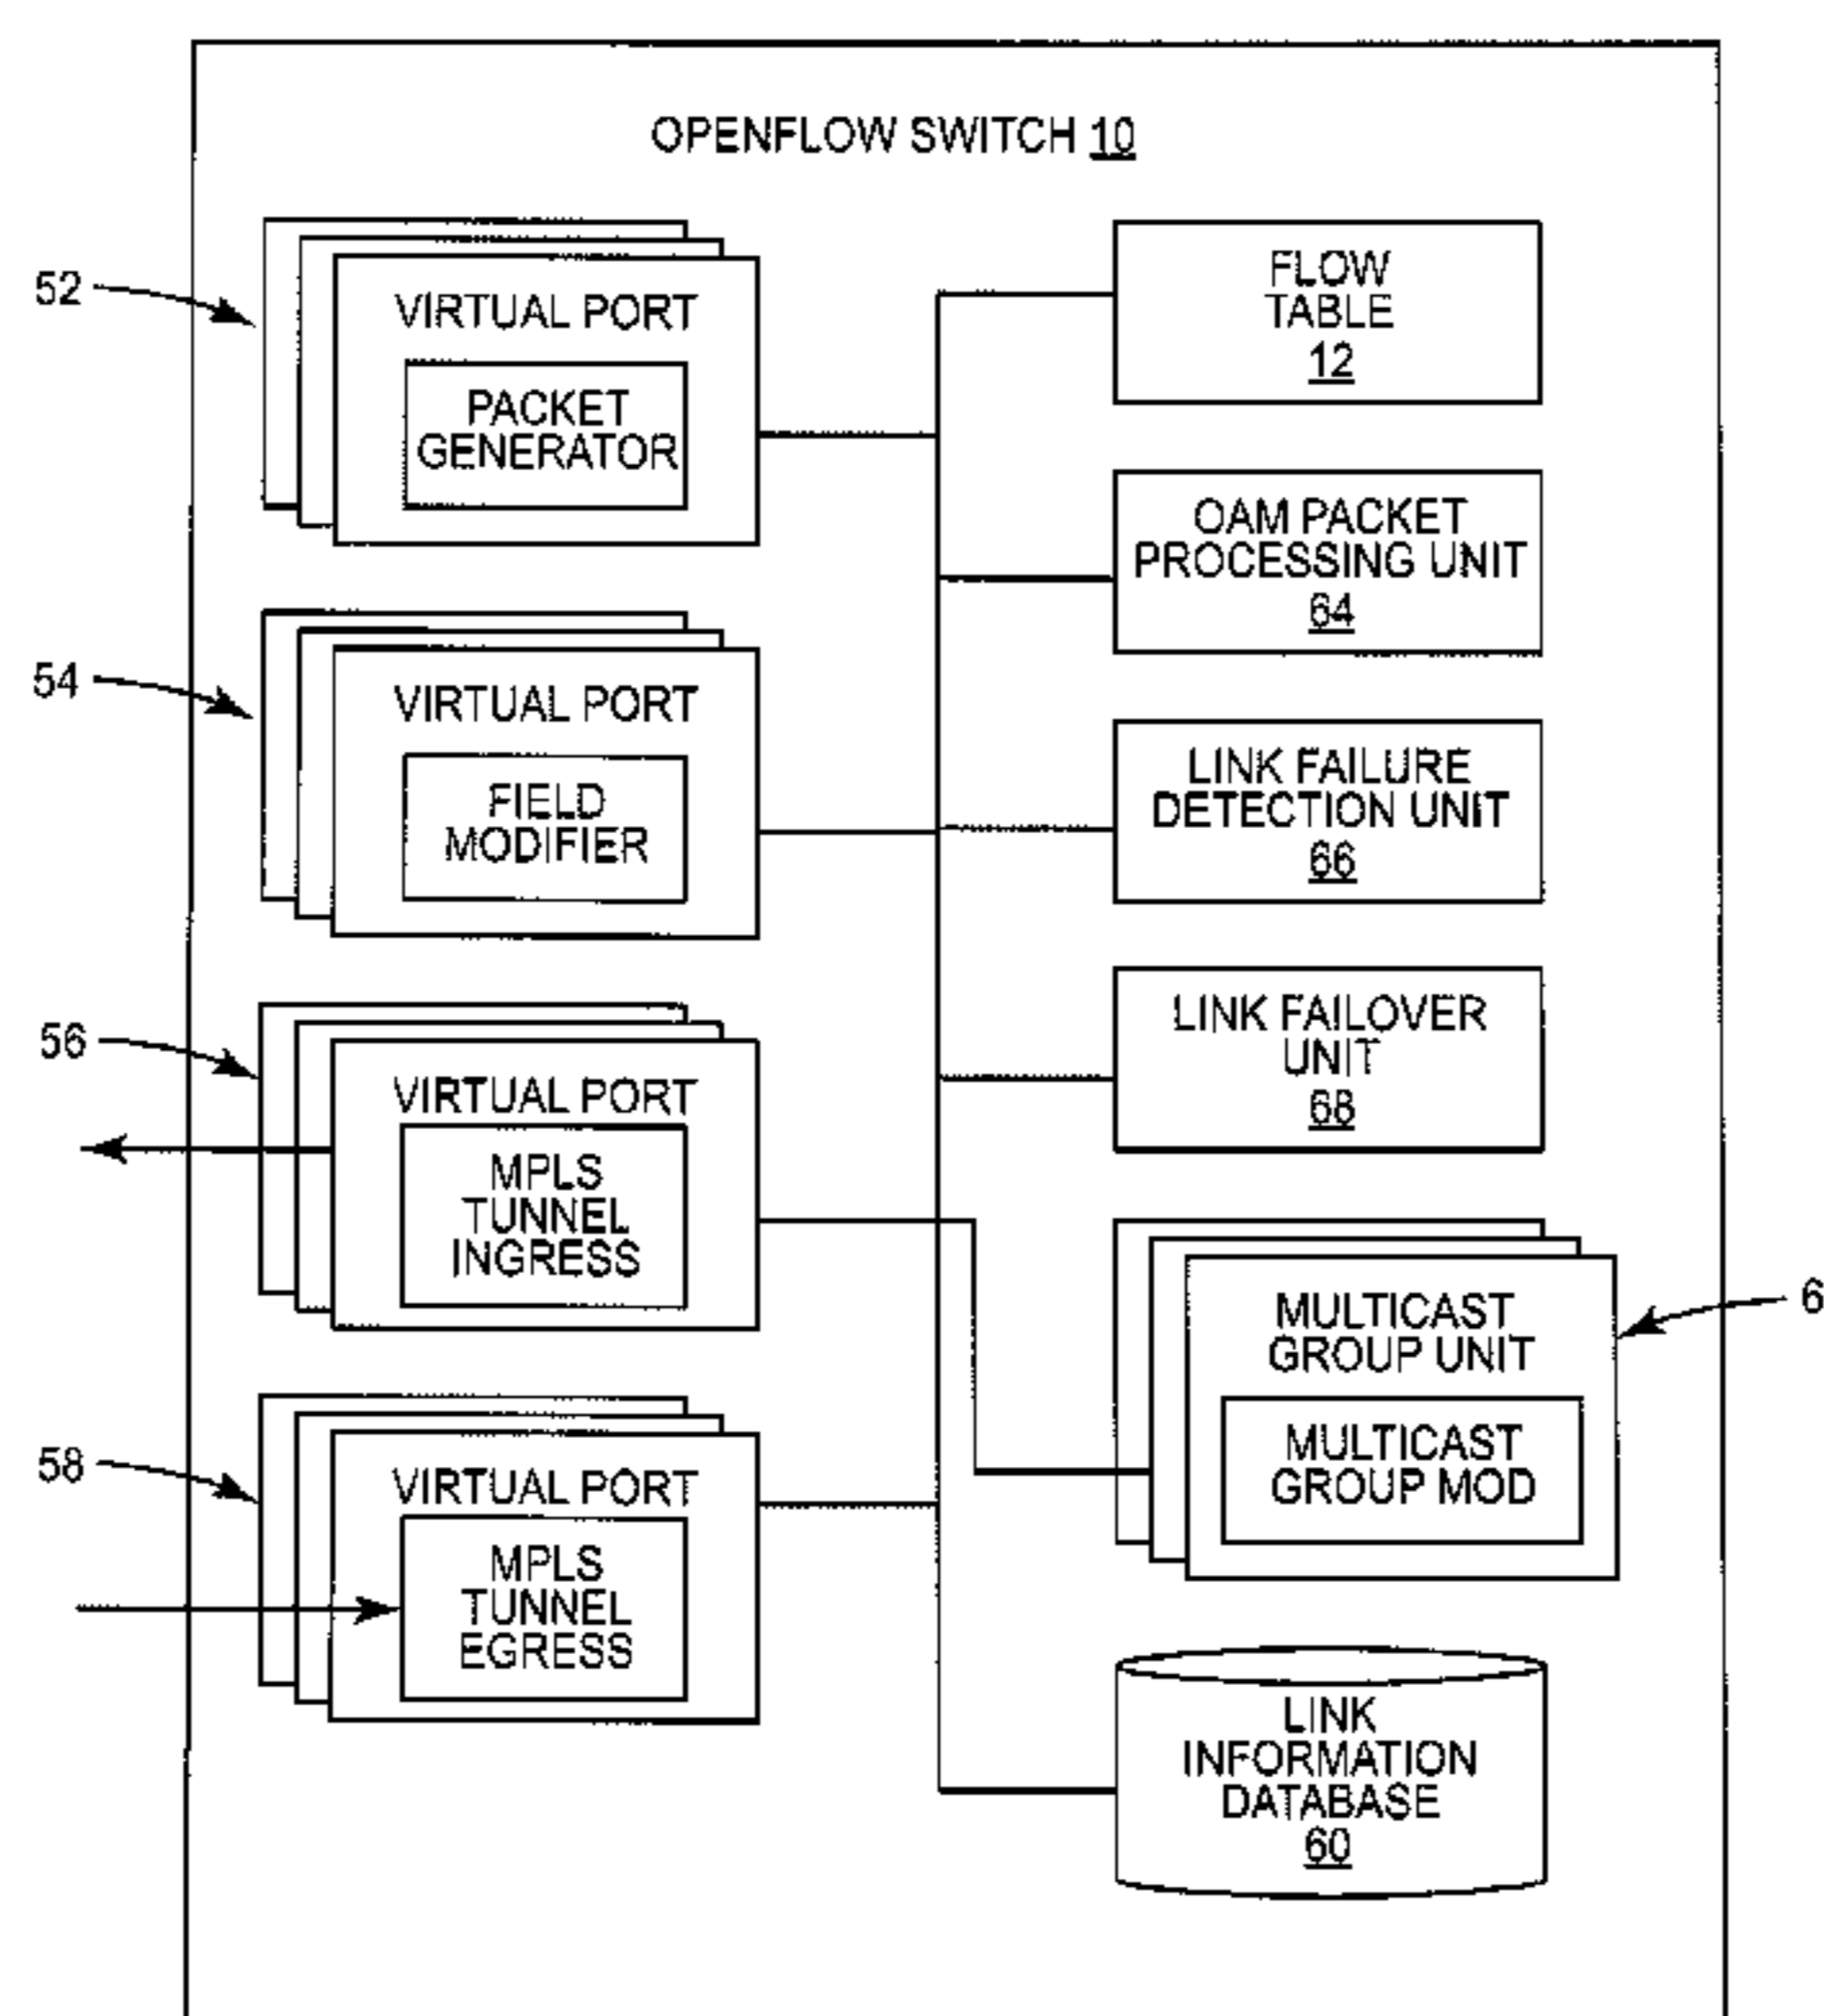 OPENFLOW SWITCH 10
52
VIRTUAL PORT
PACKET
GENERATOR
FLOW
TABLE
12
OAM PACKET
PROCESSING UNIT
64
54
VIRTUAL PORT
FIELD
MODIFIER
LINK FAILURE
DETECTION UNIT
66
56
VIRTUAL PORT
MPLS
TUNNEL
INGRESS
LINK FAILOVER
UNIT
68
MULTICAST
GROUP UNIT
MULTICAST
GROUP MOD
6
58
VIRTUAL PORT
MPLS
TUNNEL
EGRESS
LINK
INFORMATION
DATABASE
60